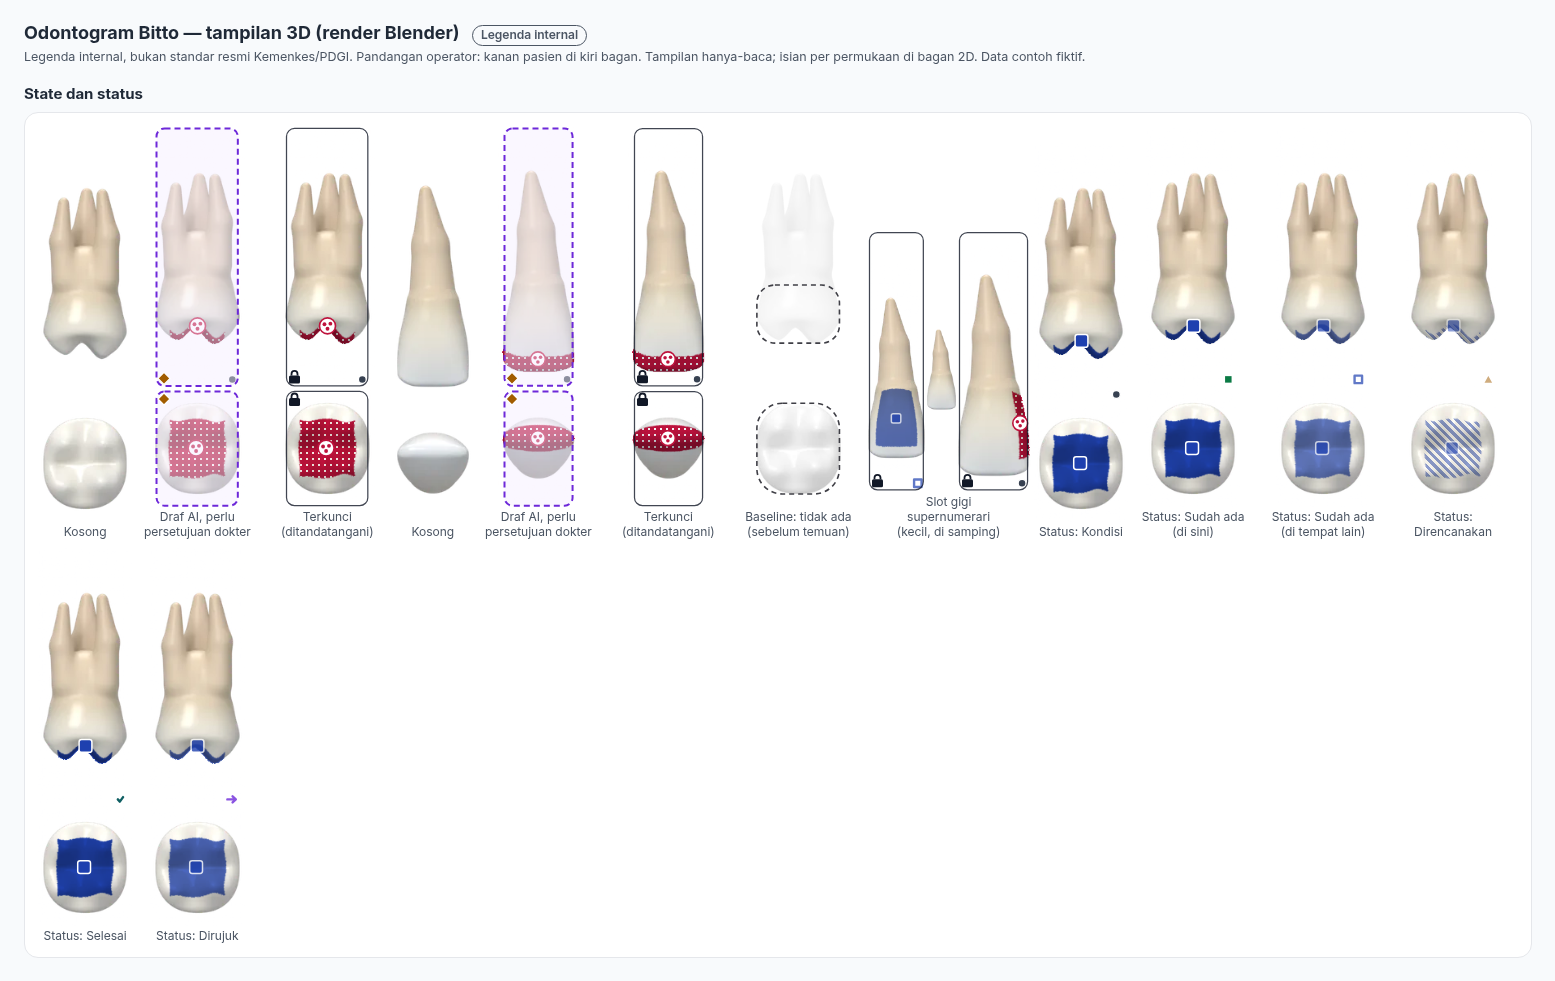 Odontogram Bitto — tampilan 3D (render Blender)
Legenda internal
Legenda internal, bukan standar resmi Kemenkes/PDGI. Pandangan operator: kanan pasien di kiri bagan. Tampilan hanya-baca; isian per permukaan di bagan 2D. Data contoh fiktif.
State dan status
Kosong
Draf AI, perlu
persetujuan dokter
Terkunci
(ditandatangani)
Kosong
Draf AI, perlu
persetujuan dokter
Terkunci
(ditandatangani)
Baseline: tidak ada
(sebelum temuan)
Slot gigi
supernumerari
(kecil, di samping)
Status: Kondisi
Status: Sudah ada
(di sini)
Status: Sudah ada
(di tempat lain)
Status:
Direncanakan
Status: Selesai
Status: Dirujuk